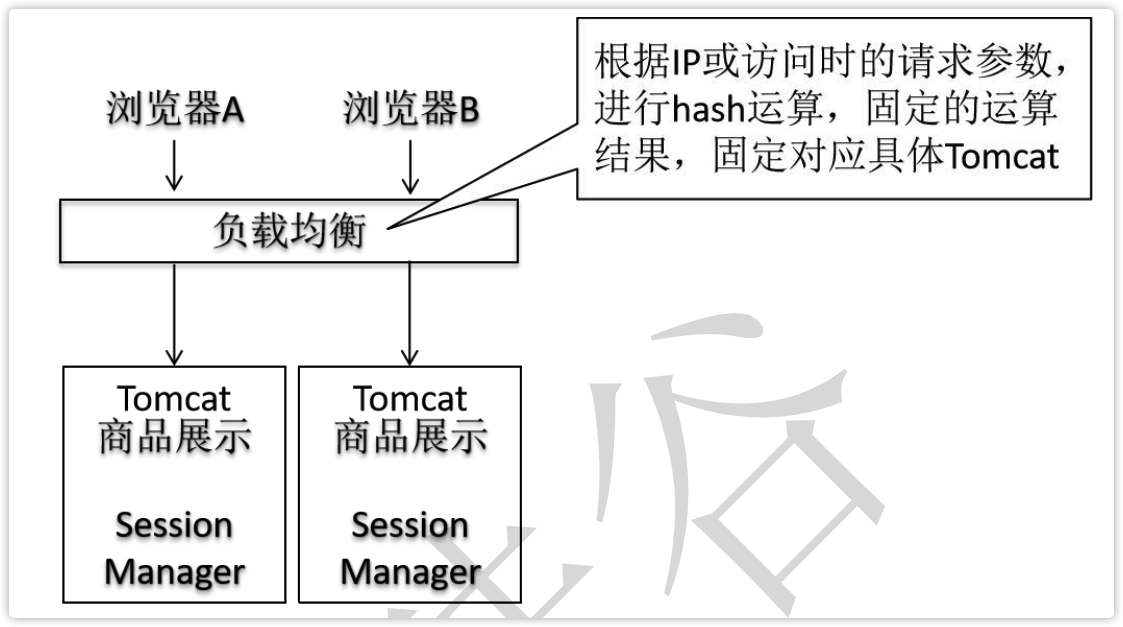 浏览器A
浏览器B
根据IP或访问时的请求参数，
进行hash运算，固定的运算
结果，固定对应具体Tomcat
负载均衡
Tomcat
商品展示
Session
Manager
Tomcat
商品展示
Session
Manager
谷